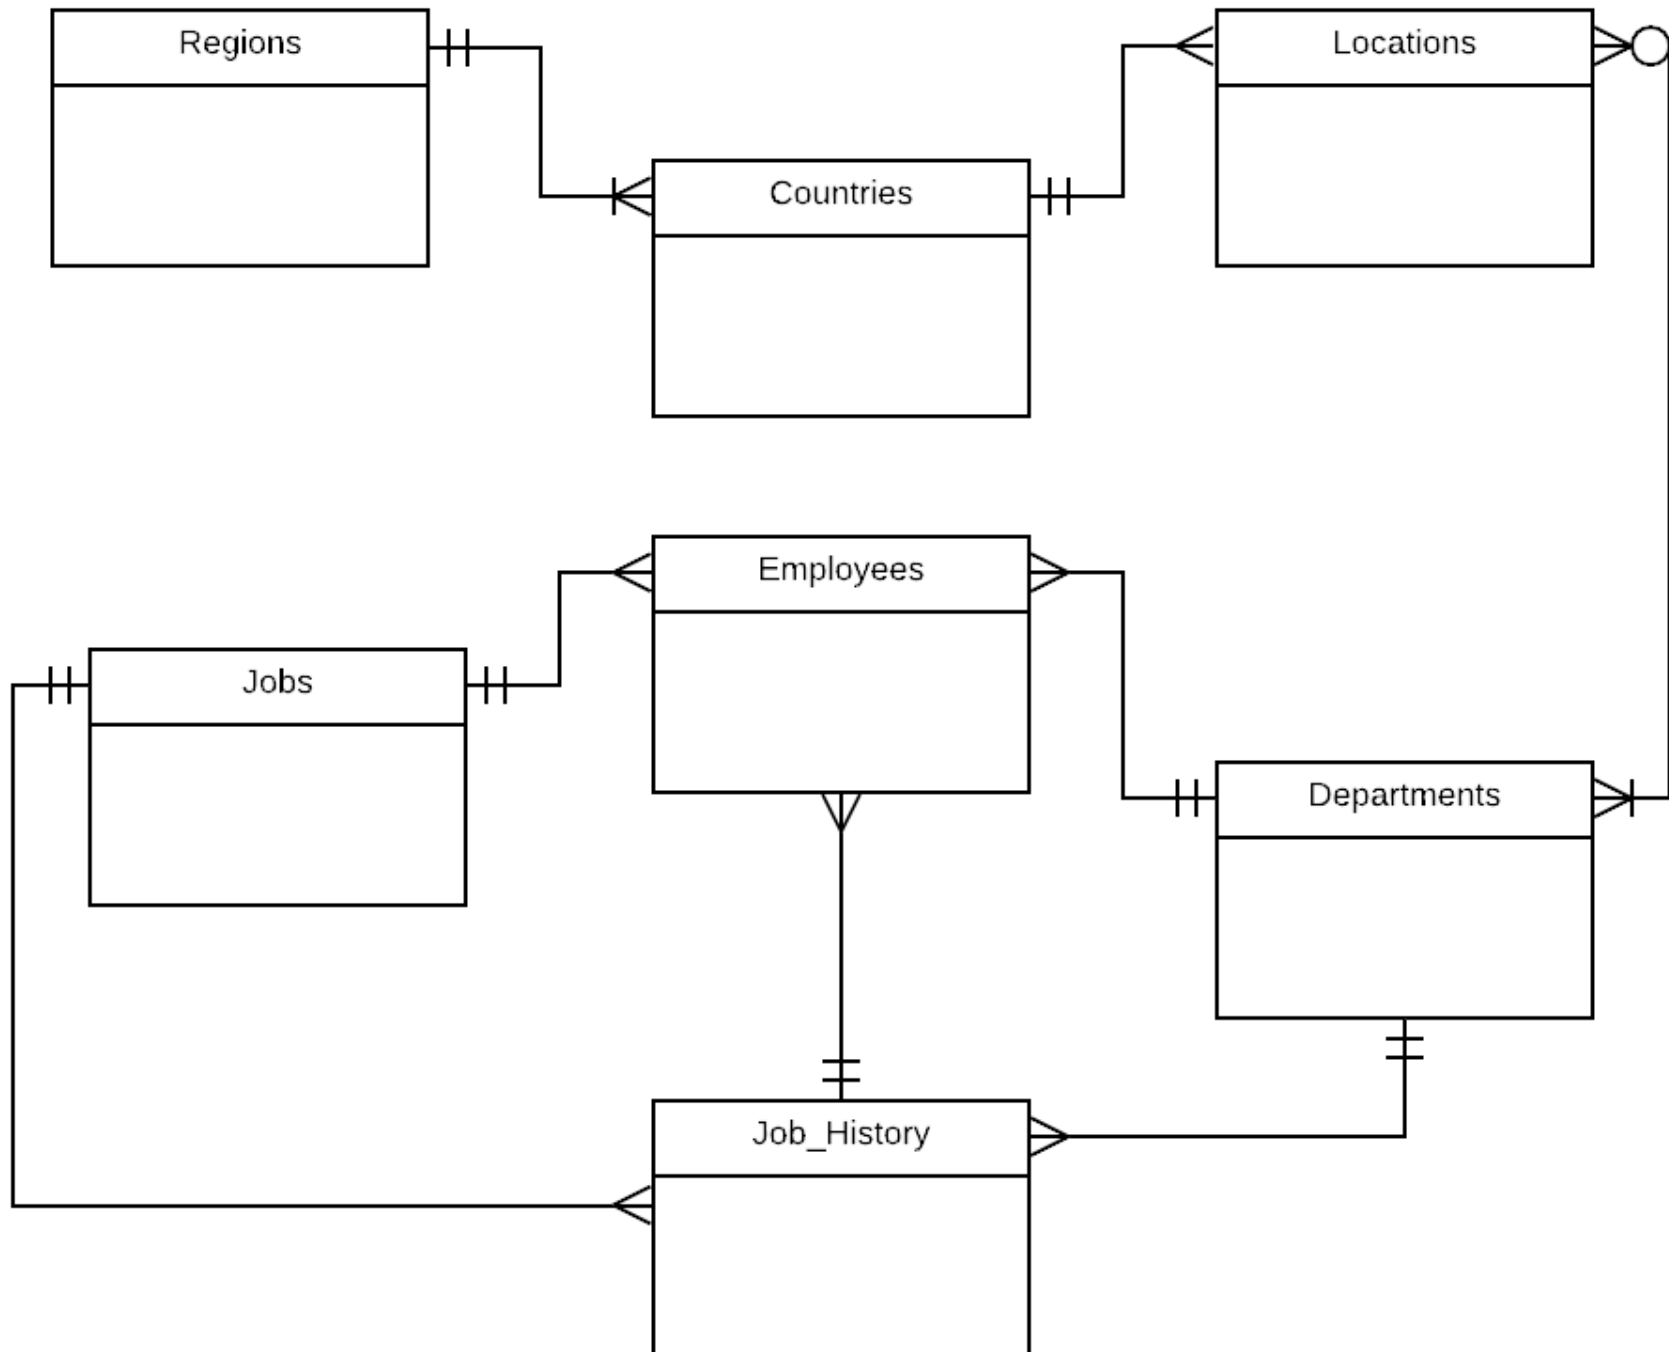 Regions
Locations
Countries
Employees
Jobs
Departments
Job_History